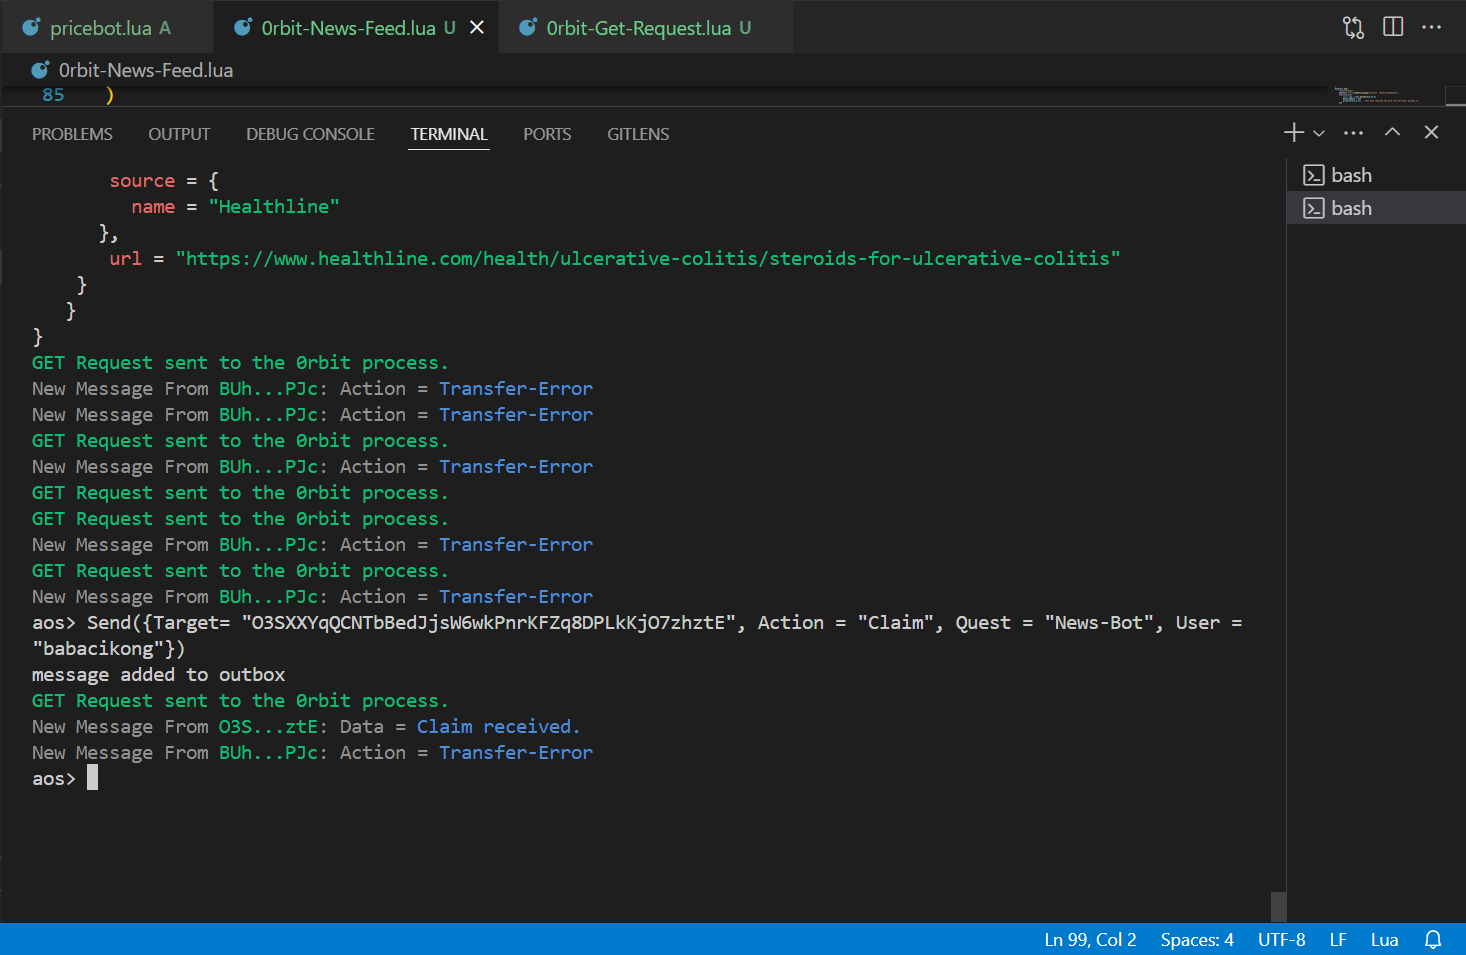 pricebot.lua A
0rbit-News-Feed.lua U
0rbit-Get-Request.lua U
0rbit-News-Feed.lua
85 )
PROBLEMS OUTPUT DEBUG CONSOLE TERMINAL PORTS GITLENS
bash
bash
source = {
name = "Healthline"
},
url = "https://www.healthline.com/health/ulcerative-colitis/steroids-for-ulcerative-colitis"
}
}
}
GET Request sent to the 0rbit process.
New Message From BUh...PJc: Action = Transfer-Error
New Message From BUh...PJc: Action = Transfer-Error
GET Request sent to the 0rbit process.
New Message From BUh...PJc: Action = Transfer-Error
GET Request sent to the 0rbit process.
GET Request sent to the 0rbit process.
New Message From BUh...PJc: Action = Transfer-Error
GET Request sent to the 0rbit process.
New Message From BUh...PJc: Action = Transfer-Error
aos> Send({Target= "O3SXXYqQCNTbBedJjsW6wkPnrKFZq8DPLkKjO7zhztE", Action = "Claim", Quest = "News-Bot", User =
"babacikong"})
message added to outbox
GET Request sent to the 0rbit process.
New Message From O3S...ztE: Data = Claim received.
New Message From BUh...PJc: Action = Transfer-Error
aos>
Ln 99, Col 2 Spaces: 4 UTF-8 LF Lua